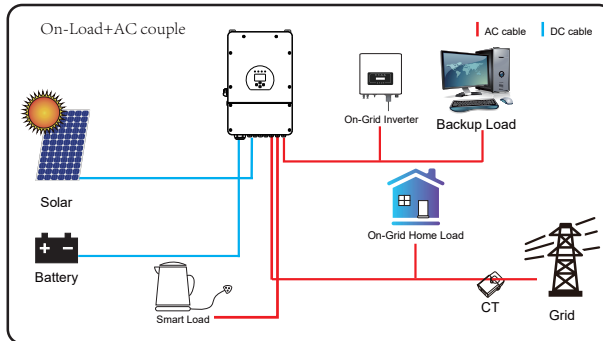 On-Load+AC couple
AC cable
DC cable
On-Grid Inverter
Backup Load
Solar
On-Grid Home Load
Battery
Smart Load
CT
Grid